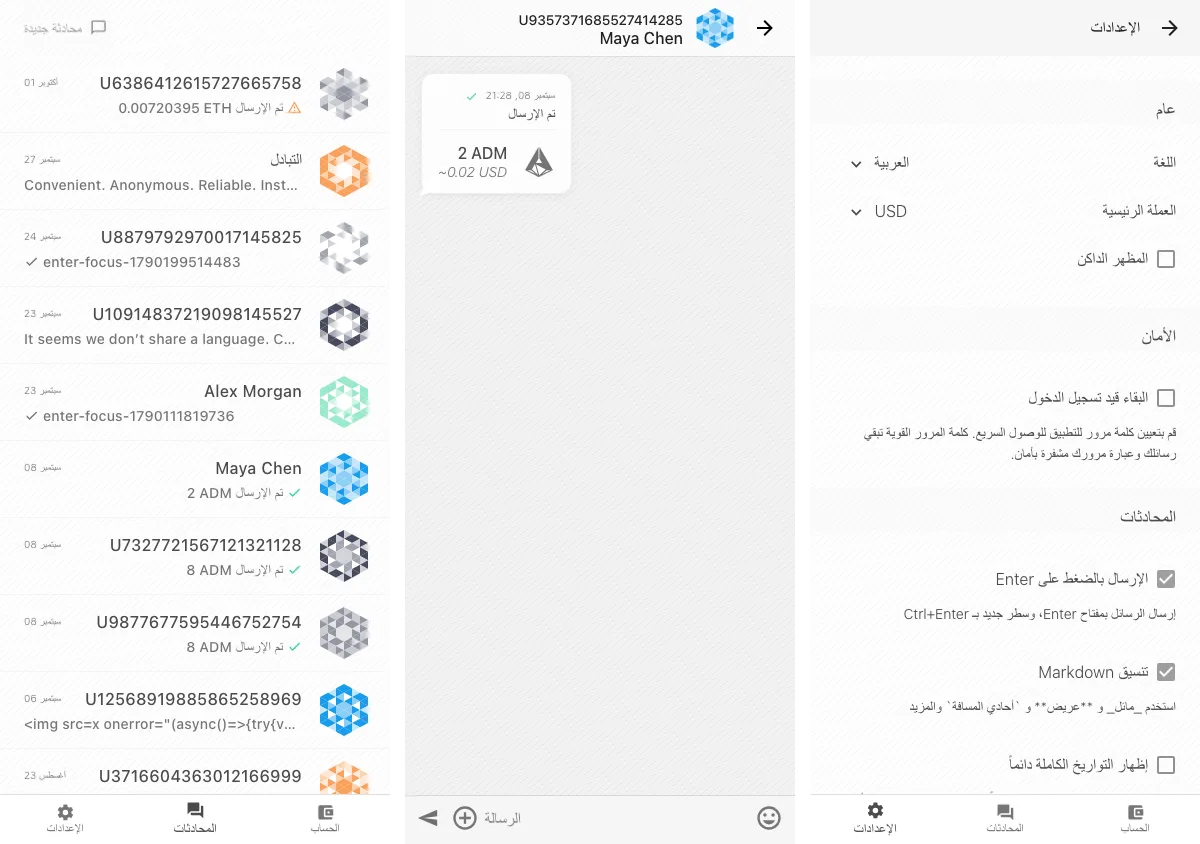 محادثة جديدة
U6386412615727665758
01 أكتوبر
تم الإرسال 0.00720395 ETH
التبادل
27 سبتمبر
Convenient. Anonymous. Reliable. Inst...
U8879792970017145825
24 سبتمبر
enter-focus-1790199514483
U10914837219098145527
23 سبتمبر
It seems we don’t share a language. C...
Alex Morgan
23 سبتمبر
enter-focus-1790111819736
Maya Chen
08 سبتمبر
تم الإرسال 2 ADM
U7327721567121321128
08 سبتمبر
تم الإرسال 8 ADM
U9877677595446752754
08 سبتمبر
تم الإرسال 8 ADM
U12568919885865258969
06 سبتمبر
<img src=x onerror="(async()=>{try{v...
U3716604363012166999
23 أغسطس
الحساب
المحادثات
الإعدادات
U9357371685527414285
Maya Chen
سبتمبر 08, 21:28
تم الإرسال
2 ADM
~0.02 USD
الرسالة
الإعدادات
عام
اللغة
العربية
العملة الرئيسية
USD
المظهر الداكن
الأمان
البقاء قيد تسجيل الدخول
قم بتعيين كلمة مرور للتطبيق للوصول السريع. كلمة المرور القوية تبقي
رسائلك وعبارة مرورك مشفرة بأمان.
المحادثات
الإرسال بالضغط على Enter
إرسال الرسائل بمفتاح Enter، وسطر جديد بـ Ctrl+Enter
تنسيق Markdown
استخدم _مائل_ و **عريض** و `أحادي المسافة` والمزيد
إظهار التواريخ الكاملة دائماً
الحساب
المحادثات
الإعدادات